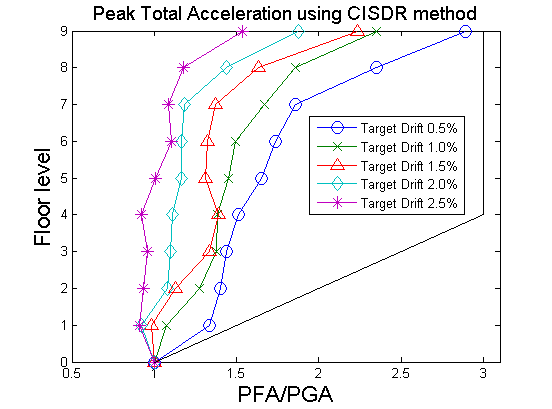 Peak Total Acceleration using CISDR method
9
8
7
6
5
4
3
2
1
0
Floor level
Target Drift 0.5%
Target Drift 1.0%
Target Drift 1.5%
Target Drift 2.0%
Target Drift 2.5%
0.5 1 1.5 2 2.5 3
PFA/PGA